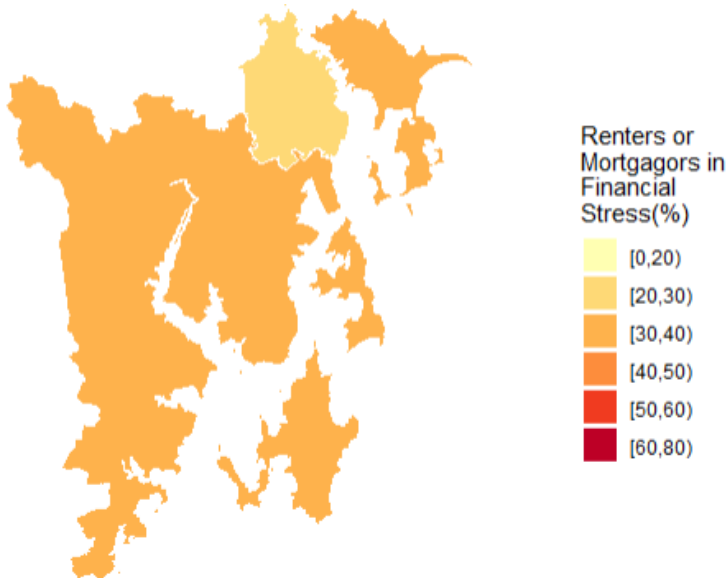 Renters or
Mortgagors in
Financial
Stress(%)
[0,20)
[20,30)
[30,40)
[40,50)
[50,60)
[60,80)